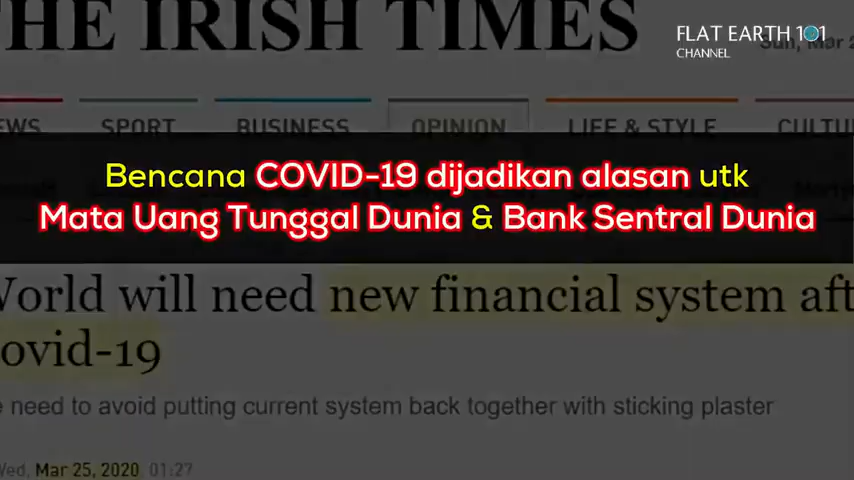 THE IRISH TIMES
FLAT EARTH 101
CHANNEL
Sun, Mar 2
EWS SPORT BUSINESS OPINION LIFE & STYLE CULTU
Bencana COVID-19 dijadikan alasan utk
Mata Uang Tunggal Dunia & Bank Sentral Dunia
World will need new financial system aft
ovid-19
e need to avoid putting current system back together with sticking plaster
Wed, Mar 25, 2020, 01:27